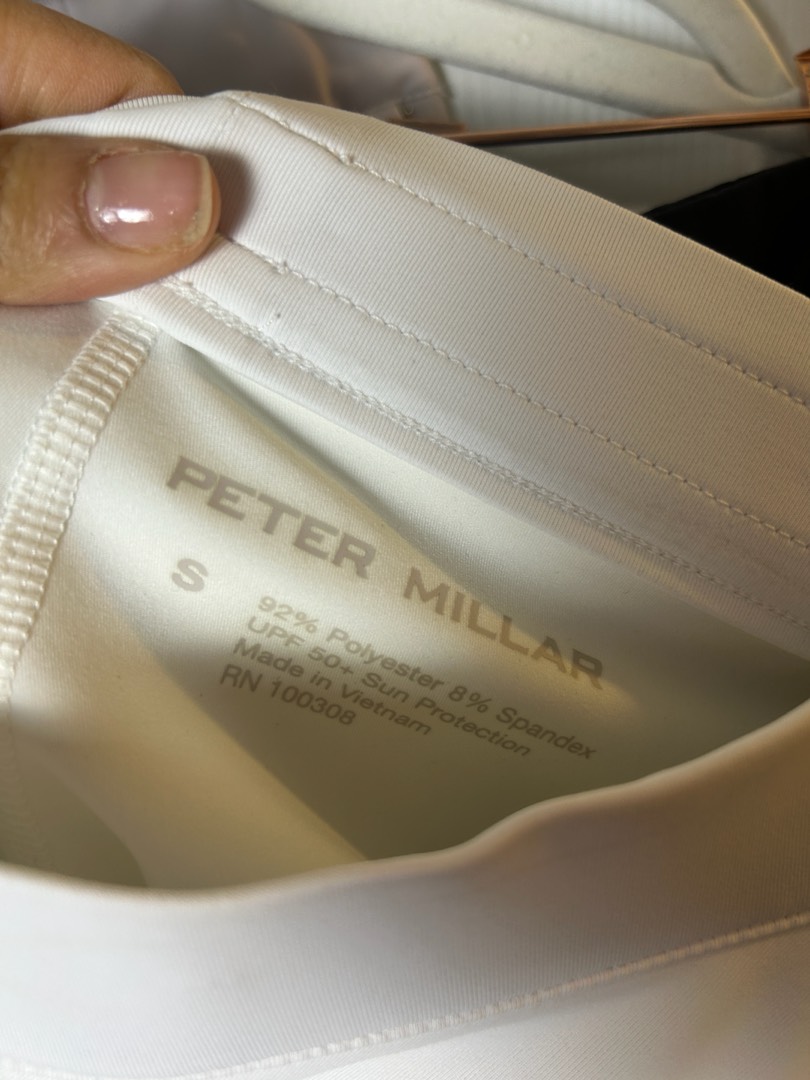 PETER MILLAR
S
92% Polyester 8% Spandex
UPF 50+ Sun Protection
Made in Vietnam
RN 100308